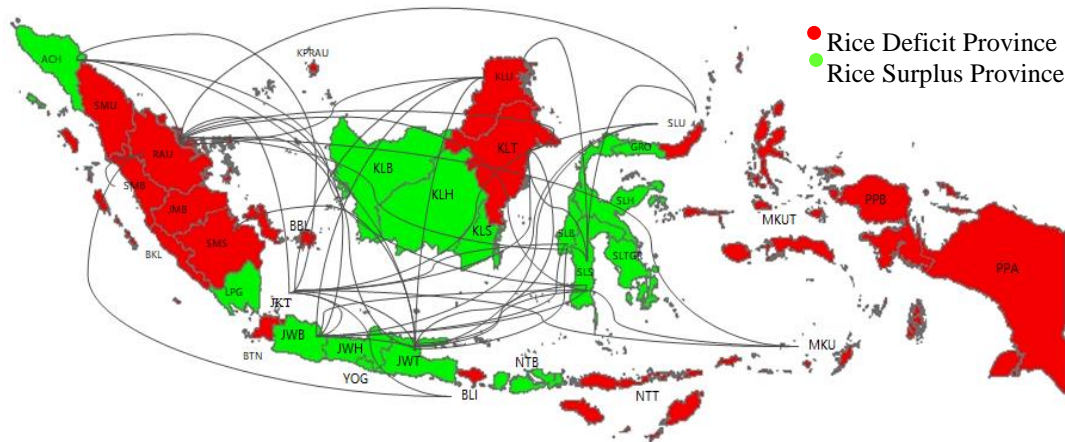 Rice Deficit Province
Rice Surplus Province
ACH
KPRAU
SMU
KLU
SLU
RAU
KLT
GRO
KLB
SMB
KLH
SLH
PPB
JMB
MKUT
BBL
KLS
SLB
SMS
BKL
SLTGR
SLS
PPA
LPG
JKT
JWB
JWH
JWT
MKU
BTN
YOG
NTB
BLI
NTT